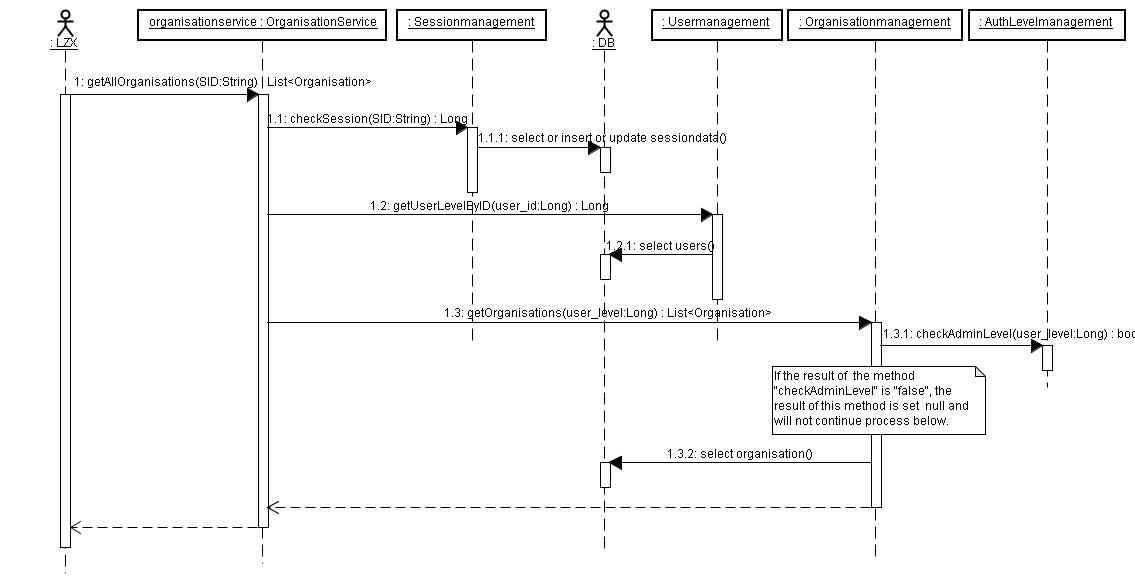 organisationservice : OrganisationService
: Sessionmanagement
: Usermanagement
: Organisationmanagement
: AuthLevelmanagement
: LZX
: DB
1: getAllOrganisations(SID:String) : List<Organisation>
1.1: checkSession(SID:String) : Long
1.1.1: select or insert or update sessiondata()
1.2: getUserLevelByID(user_id:Long) : Long
1.2.1: select users()
1.3: getOrganisations(user_level:Long) : List<Organisation>
1.3.1: checkAdminLevel(user_level:Long) : boo
If the result of the method
"checkAdminLevel" is "false", the
result of this method is set null and
will not continue process below.
1.3.2: select organisation()